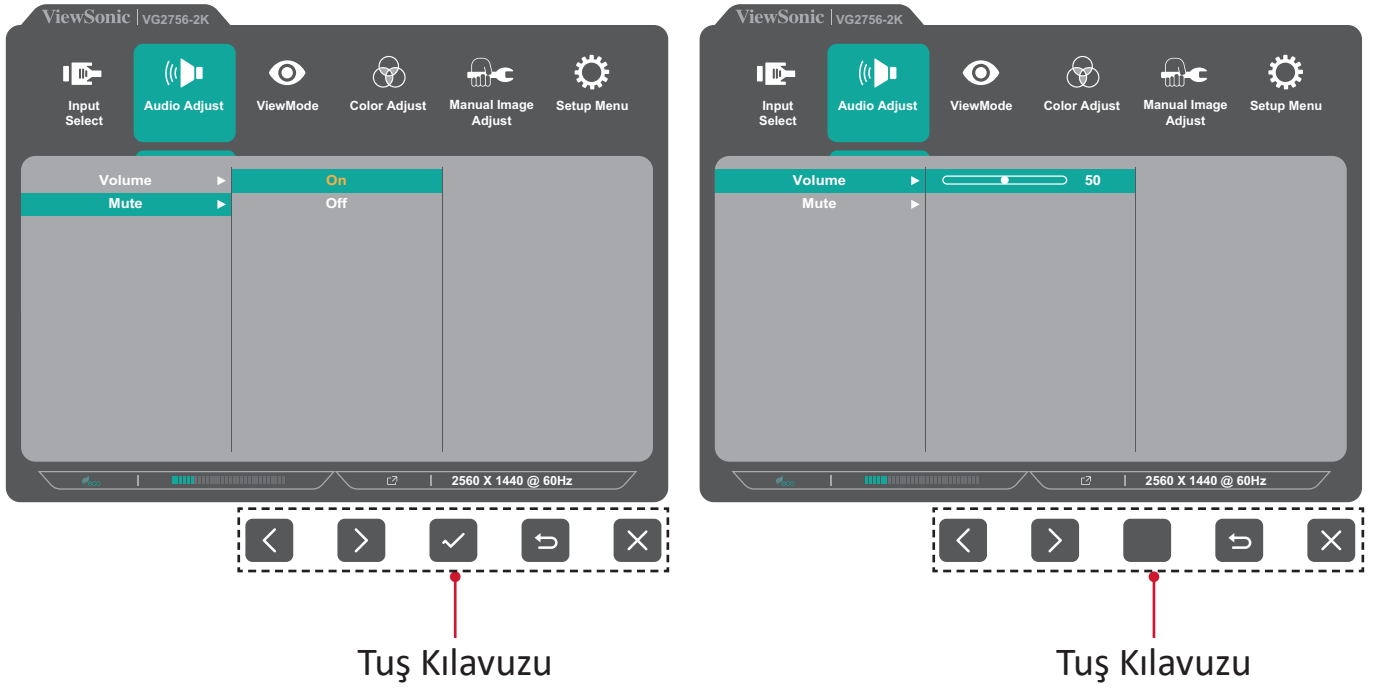 ViewSonic | VG2756-2K
Input
Select
Audio Adjust
ViewMode
Color Adjust
Manual Image
Adjust
Setup Menu
Volume
On
Mute
Off
eco
2560 X 1440 @ 60Hz
Tuş Kılavuzu
ViewSonic | VG2756-2K
Input
Select
Audio Adjust
ViewMode
Color Adjust
Manual Image
Adjust
Setup Menu
Volume
50
Mute
eco
2560 X 1440 @ 60Hz
Tuş Kılavuzu